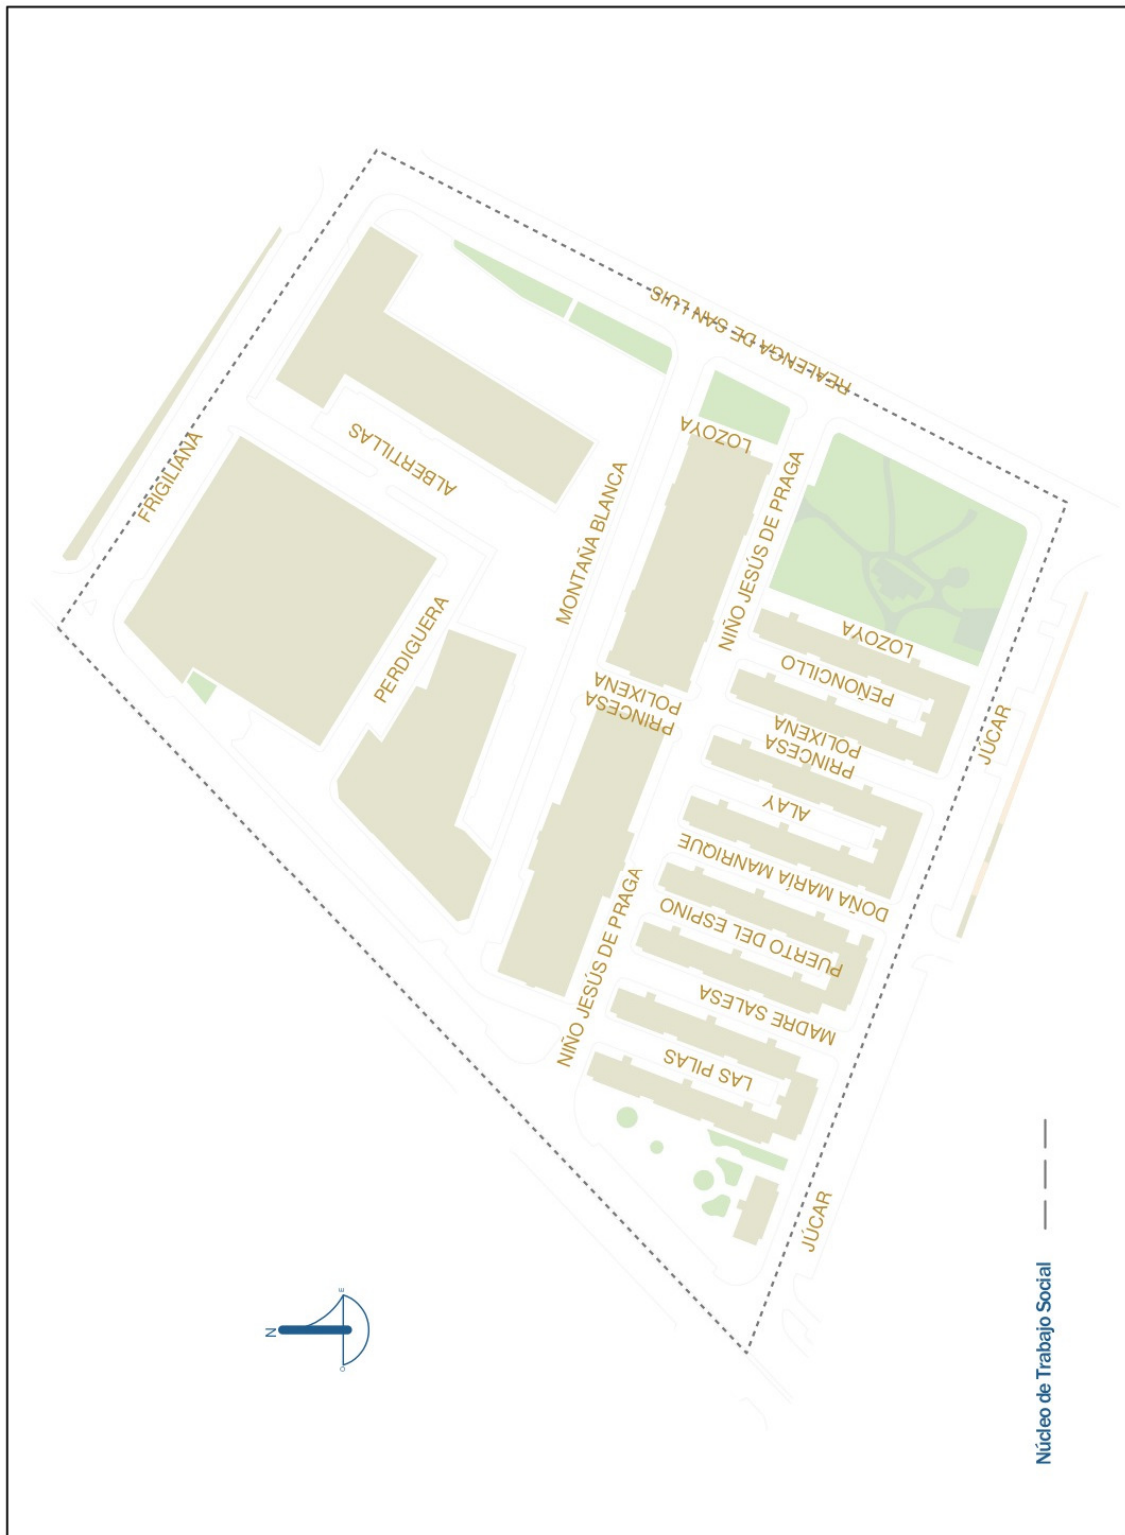 FRIGILIANA
ALBERTILLAS
PERDIGUERA
REALENGA DE SAN LUIS
MONTAÑA BLANCA
LOZOYA
NIÑO JESÚS DE PRAGA
PRINCESA
POLIXENA
LOZOYA
PEÑONCILLO
PRINCESA
POLIXENA
ALAY
DOÑA MARÍA MANRIQUE
PUERTO DEL ESPINO
MADRE SALESA
LAS PILAS
NIÑO JESÚS DE PRAGA
JÚCAR
JÚCAR
N
E
O
Núcleo de Trabajo Social